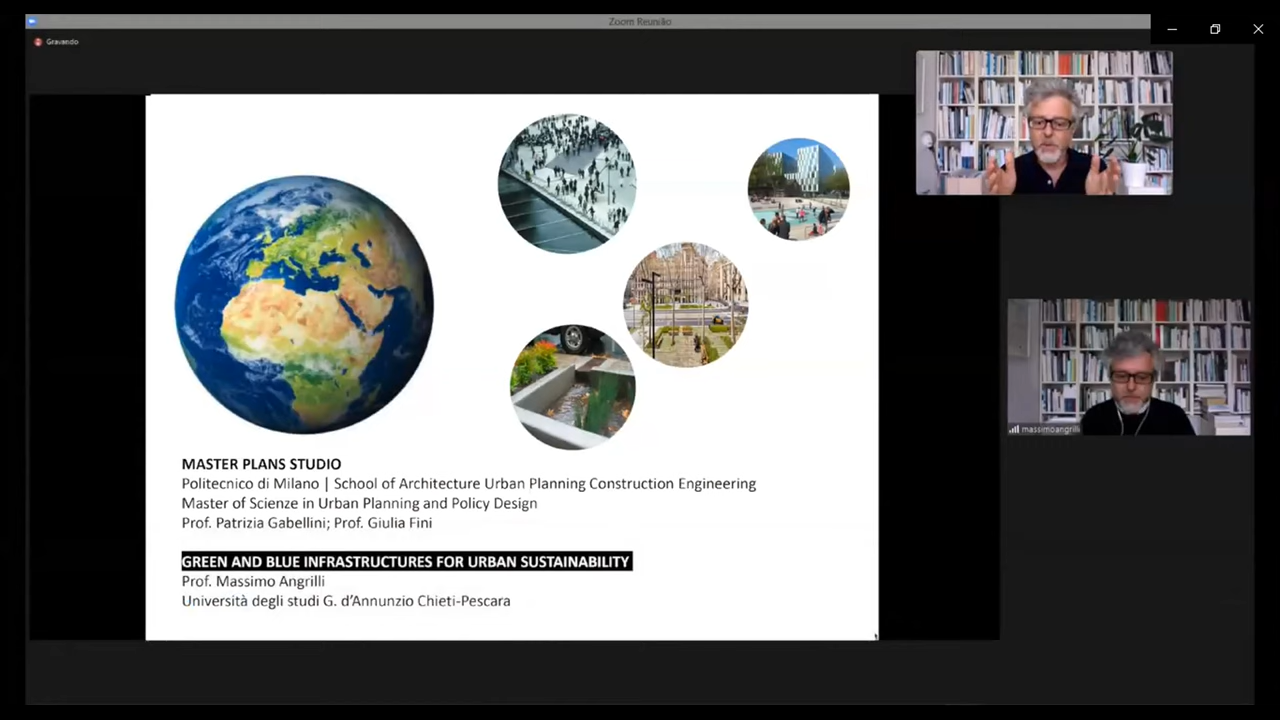 Zoom Reunião
Gravando
MASTER PLANS STUDIO
Politecnico di Milano | School of Architecture Urban Planning Construction Engineering
Master of Scienze in Urban Planning and Policy Design
Prof. Patrizia Gabellini; Prof. Giulia Fini
GREEN AND BLUE INFRASTRUCTURES FOR URBAN SUSTAINABILITY
Prof. Massimo Angrilli
Università degli studi G. d'Annunzio Chieti-Pescara
massimoangrilli